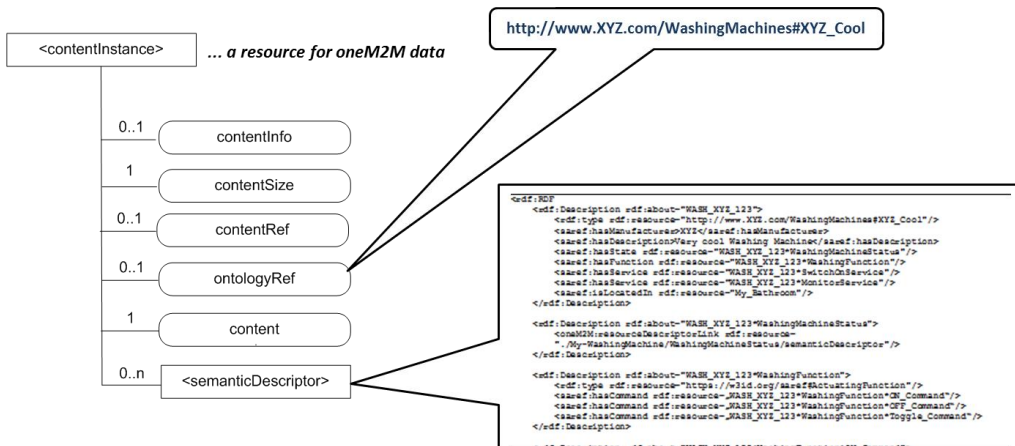 http://www.XYZ.com/WashingMachines#XYZ_Cool
<contentInstance>
... a resource for oneM2M data
0..1
contentInfo
1
contentSize
0..1
contentRef
0..1
ontologyRef
1
content
0..n
<semanticDescriptor>
<rdf:RDF
<rdf:Description rdf:about="WASH_XYZ_123">
<rdf:type rdf:resource="http://www.XYZ.com/WashingMachines#XYZ_Cool"/>
<saref:hasManufacturer>XYZ</saref:hasManufacturer>
<saref:hasDescription>Very cool Washing Machine</saref:hasDescription>
<saref:hasState rdf:resource="WASH_XYZ_123*WashingMachineStatus"/>
<saref:hasFunction rdf:resource="WASH_XYZ_123*WashingFunction"/>
<saref:hasService rdf:resource="WASH_XYZ_123*SwitchOnService"/>
<saref:hasService rdf:resource="WASH_XYZ_123*MonitorService"/>
<saref:isLocatedIn rdf:resource="My_Bathroom"/>
</rdf:Description>
<rdf:Description rdf:about="WASH_XYZ_123*WashingMachineStatus">
<oneM2M:resourceDescriptorLink rdf:resource-
"./My-WashingMachine/WashingMachineStatus/semanticDescriptor"/>
</rdf:Description>
<rdf:Description rdf:about="WASH_XYZ_123*WashingFunction">
<rdf:type rdf:resource="https://w3id.org/saref#ActuatingFunction"/>
<saref:hasCommand rdf:resource=„WASH_XYZ_123*WashingFunction*ON_Command“/>
<saref:hasCommand rdf:resource=„WASH_XYZ_123*WashingFunction*OFF_Command“/>
<saref:hasCommand rdf:resource=„WASH_XYZ_123*WashingFunction*Toggle_Command“/>
</rdf:Description>